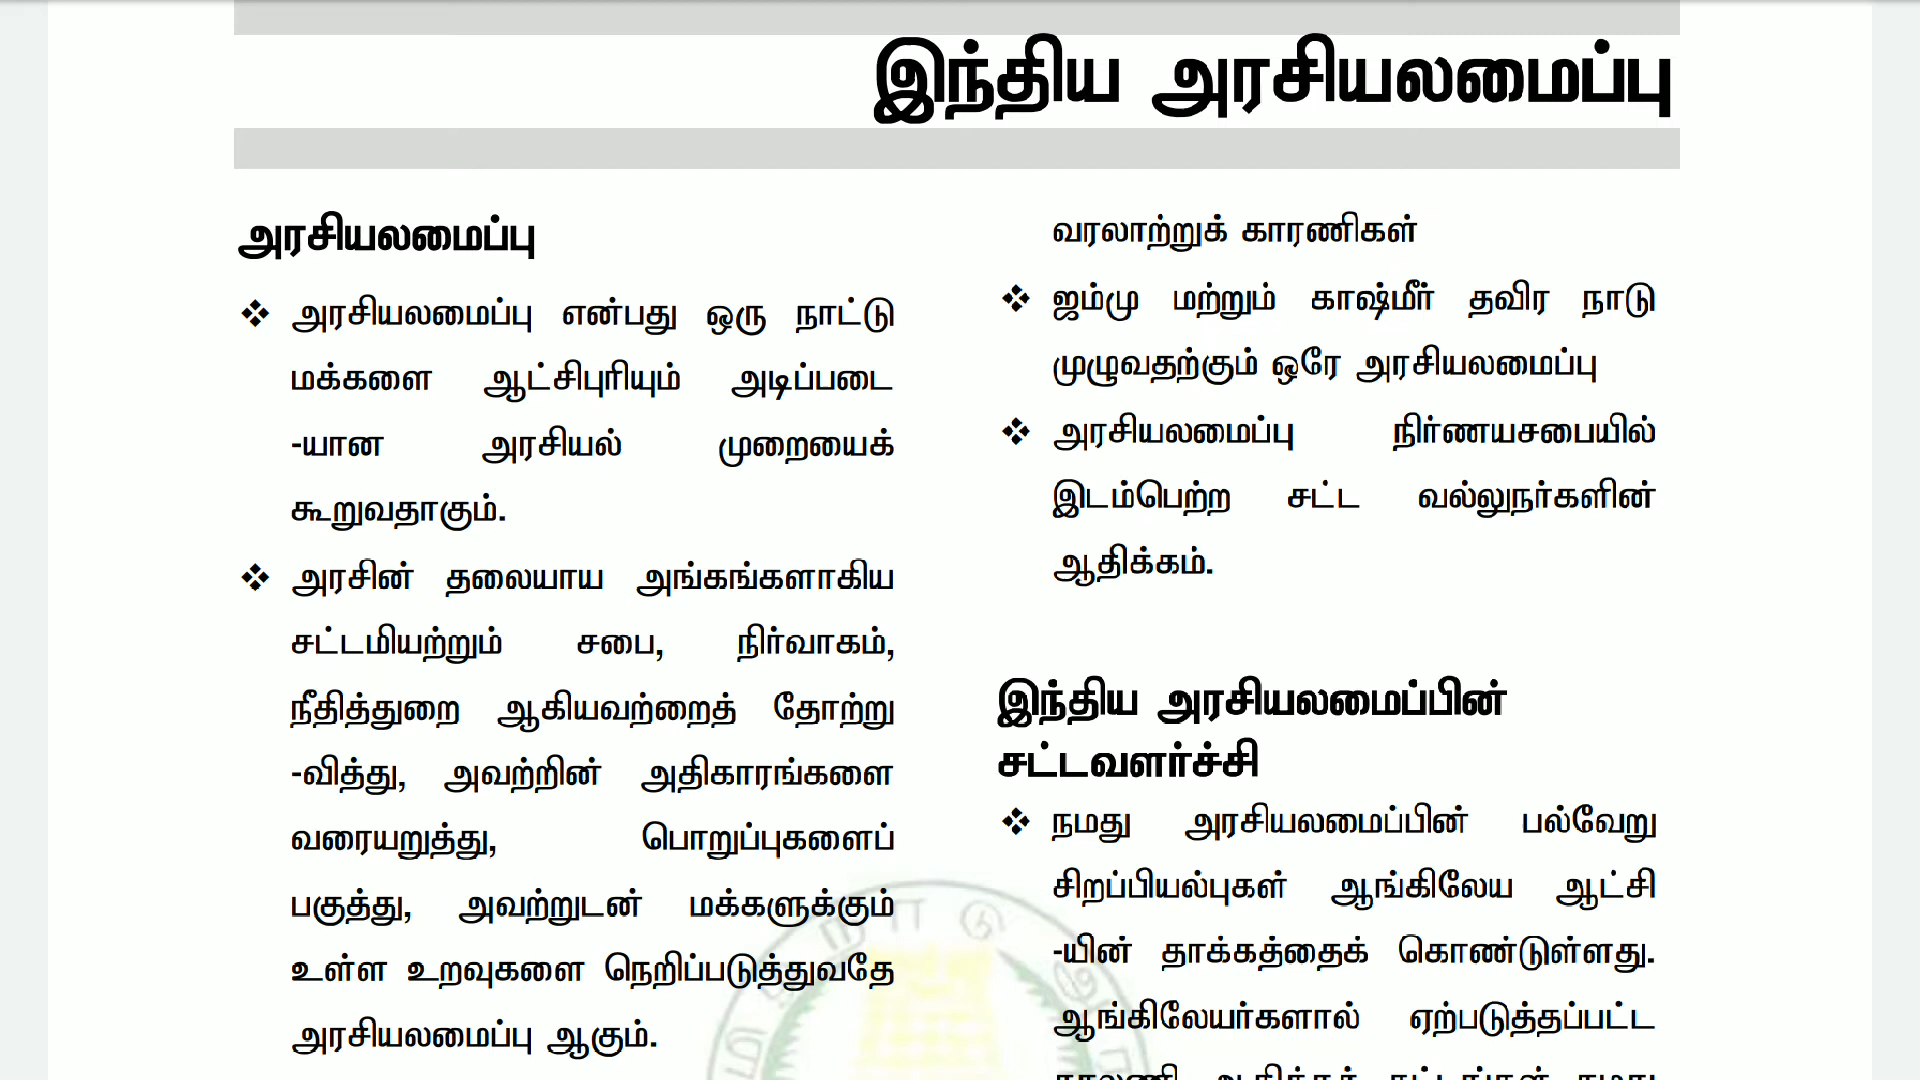 இந்திய அரசியலமைப்பு
அரசியலமைப்பு
❖ அரசியலமைப்பு என்பது ஒரு நாட்டு
மக்களை ஆட்சிபுரியும் அடிப்படை
-யான அரசியல் முறையைக்
கூறுவதாகும்.
❖ அரசின் தலையாய அங்கங்களாகிய
சட்டமியற்றும் சபை, நிர்வாகம்,
நீதித்துறை ஆகியவற்றைத் தோற்று
-வித்து, அவற்றின் அதிகாரங்களை
வரையறுத்து, பொறுப்புகளைப்
பகுத்து, அவற்றுடன் மக்களுக்கும்
உள்ள உறவுகளை நெறிப்படுத்துவதே
அரசியலமைப்பு ஆகும்.
வரலாற்றுக் காரணிகள்
❖ ஜம்மு மற்றும் காஷ்மீர் தவிர நாடு
முழுவதற்கும் ஒரே அரசியலமைப்பு
❖ அரசியலமைப்பு நிர்ணயசபையில்
இடம்பெற்ற சட்ட வல்லுநர்களின்
ஆதிக்கம்.
இந்திய அரசியலமைப்பின்
சட்டவளர்ச்சி
❖ நமது அரசியலமைப்பின் பல்வேறு
சிறப்பியல்புகள் ஆங்கிலேய ஆட்சி
-யின் தாக்கத்தைக் கொண்டுள்ளது.
ஆங்கிலேயர்களால் ஏற்படுத்தப்பட்ட